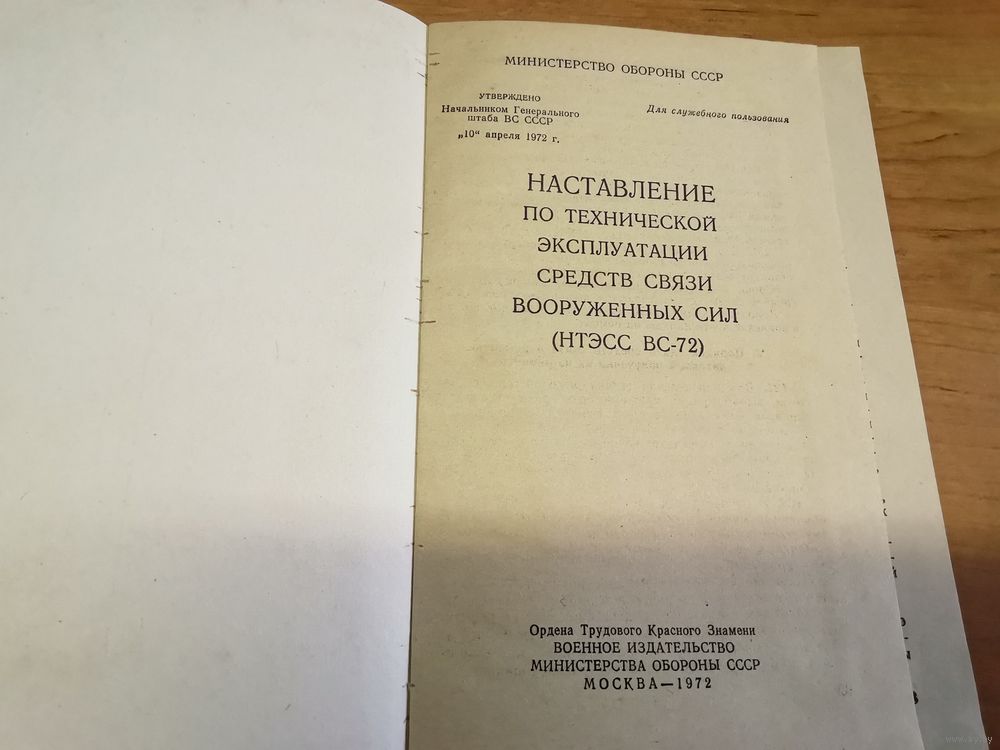 МИНИСТЕРСТВО ОБОРОНЫ СССР
УТВЕРЖДЕНО
Начальником Генерального
штаба ВС СССР
„10“ апреля 1972 г.
Для служебного пользования
НАСТАВЛЕНИЕ
ПО ТЕХНИЧЕСКОЙ
ЭКСПЛУАТАЦИИ
СРЕДСТВ СВЯЗИ
ВООРУЖЕННЫХ СИЛ
(НТЭСС ВС-72)
Ордена Трудового Красного Знамени
ВОЕННОЕ ИЗДАТЕЛЬСТВО
МИНИСТЕРСТВА ОБОРОНЫ СССР
МОСКВА—1972